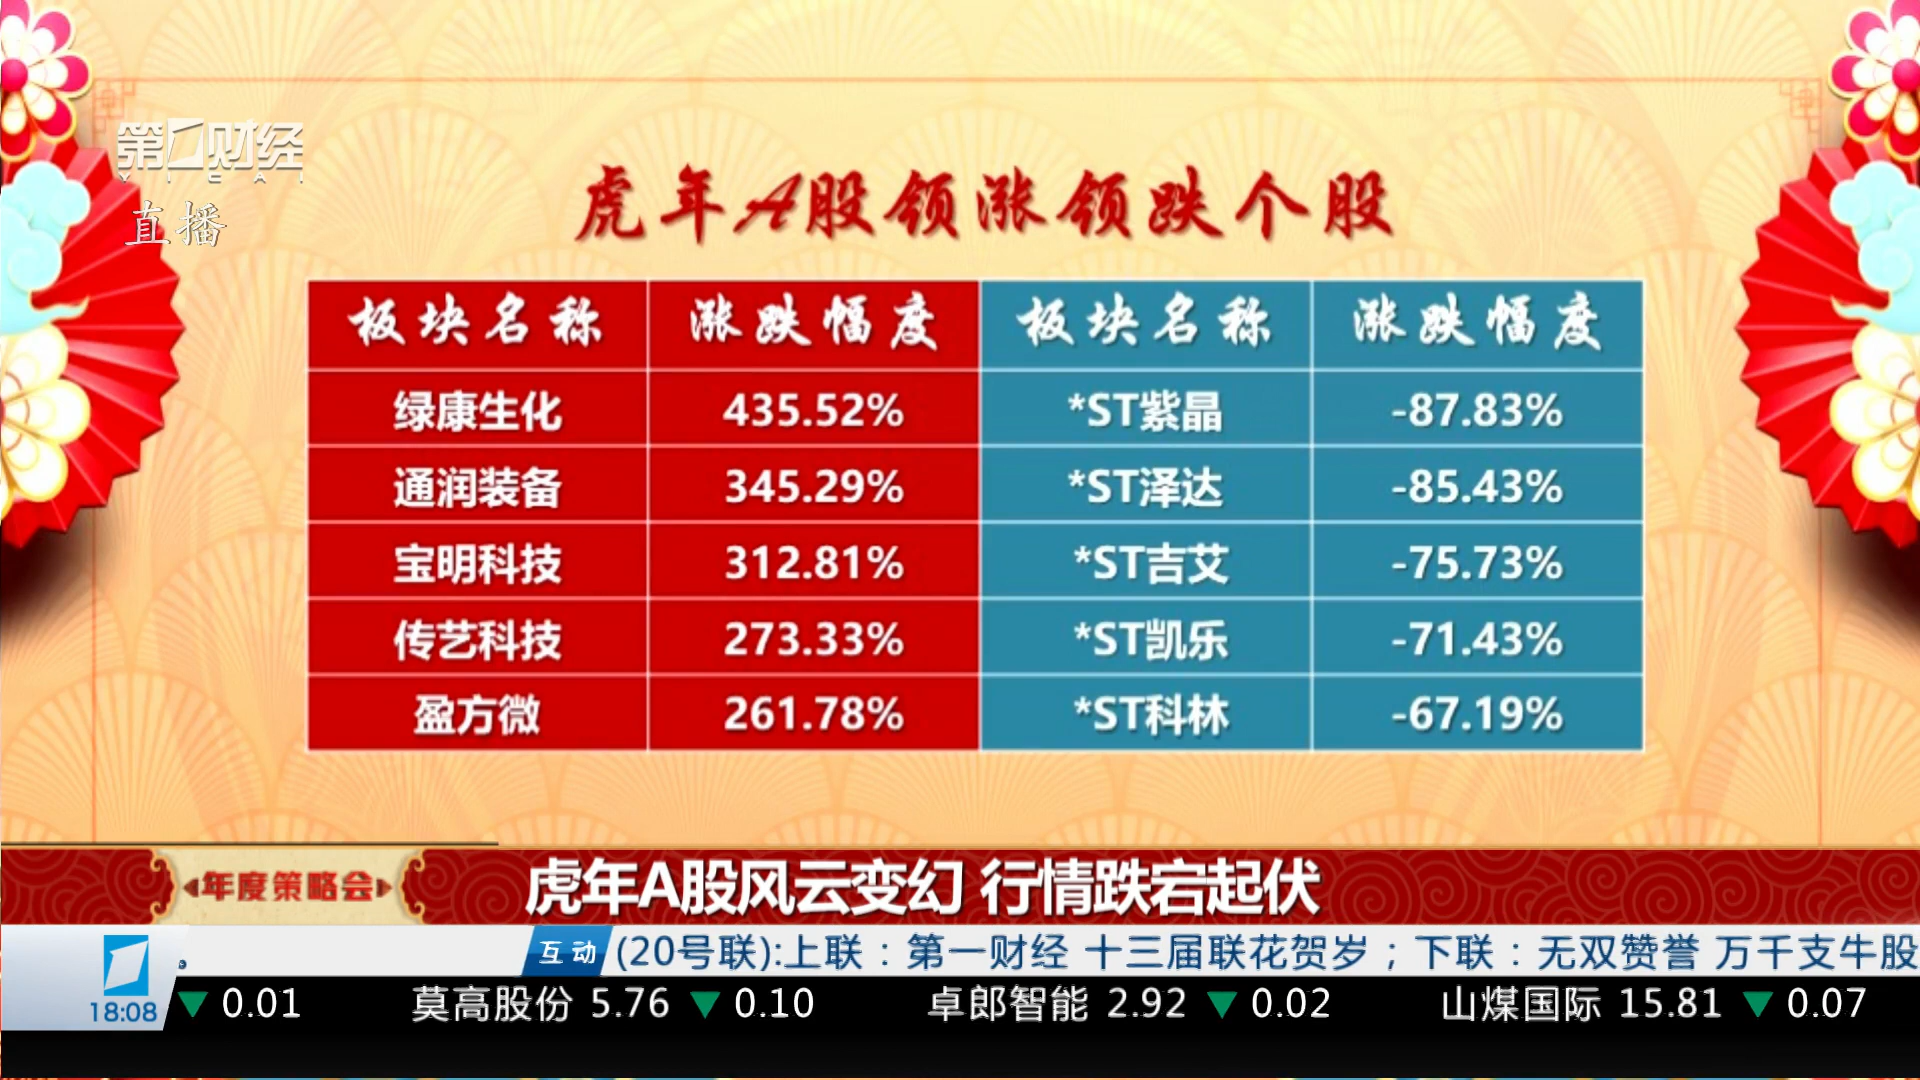 第一财经
YICAI
直播
虎年A股领涨领跌个股
板块名称 涨跌幅度 板块名称 涨跌幅度
绿康生化 435.52% *ST紫晶 -87.83%
通润装备 345.29% *ST泽达 -85.43%
宝明科技 312.81% *ST吉艾 -75.73%
传艺科技 273.33% *ST凯乐 -71.43%
盈方微 261.78% *ST科林 -67.19%
年度策略会 虎年A股风云变幻 行情跌宕起伏
。 互动 (20号联):上联：第一财经 十三届联花贺岁；下联：无双赞誉 万千支牛股
18:08 ▼ 0.01 莫高股份 5.76 ▼ 0.10 卓郎智能 2.92 ▼ 0.02 山煤国际 15.81 ▼ 0.07